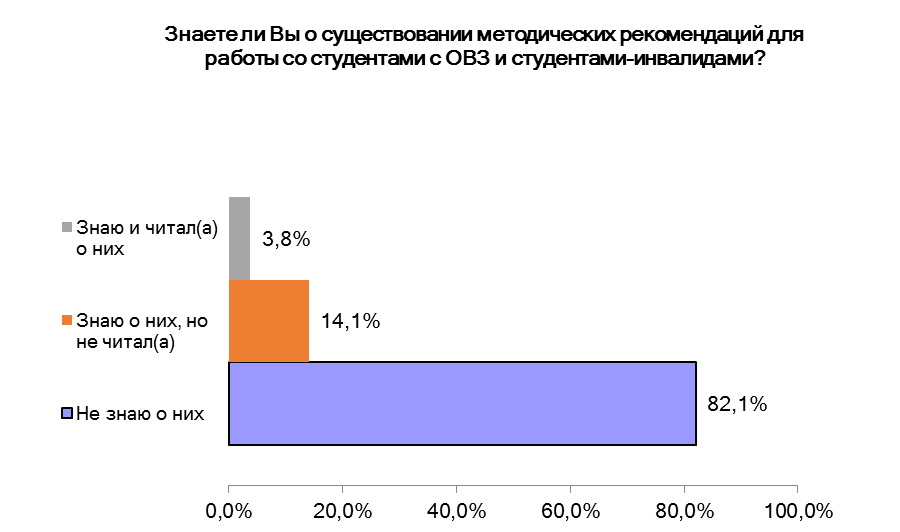 Знаете ли Вы о существовании методических рекомендаций для
работы со студентами с ОВЗ и студентами-инвалидами?
Знаю и читал(а)
о них
3,8%
Знаю о них, но
не читал(а)
14,1%
Не знаю о них
82,1%
0,0% 20,0% 40,0% 60,0% 80,0% 100,0%